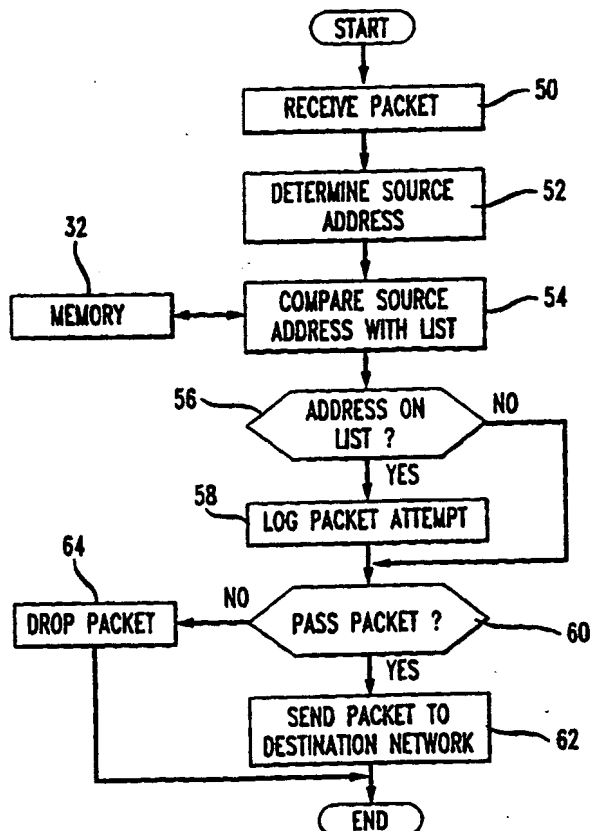 START
RECEIVE PACKET
50
DETERMINE SOURCE
ADDRESS
52
32
MEMORY
COMPARE SOURCE
ADDRESS WITH LIST
54
56
ADDRESS ON
LIST ?
NO
YES
58
LOG PACKET ATTEMPT
64
NO
DROP PACKET
PASS PACKET ?
60
YES
SEND PACKET TO
DESTINATION NETWORK
62
END